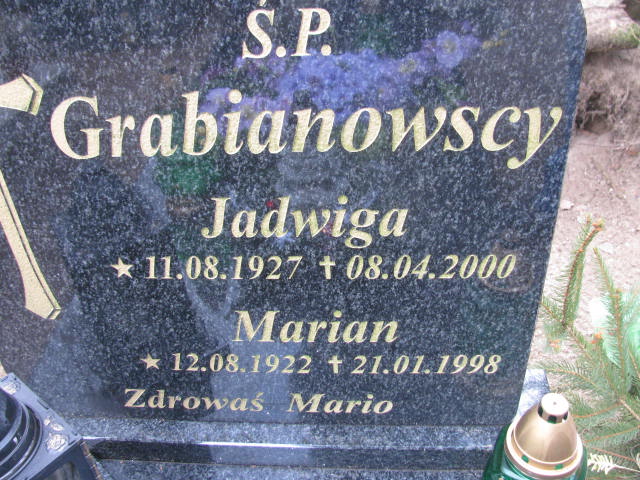 Ś.P.
Grabianowscy
Jadwiga
★ 11.08.1927 ✝ 08.04.2000
Marian
★ 12.08.1922 ✝ 21.01.1998
Zdrowaś Mario